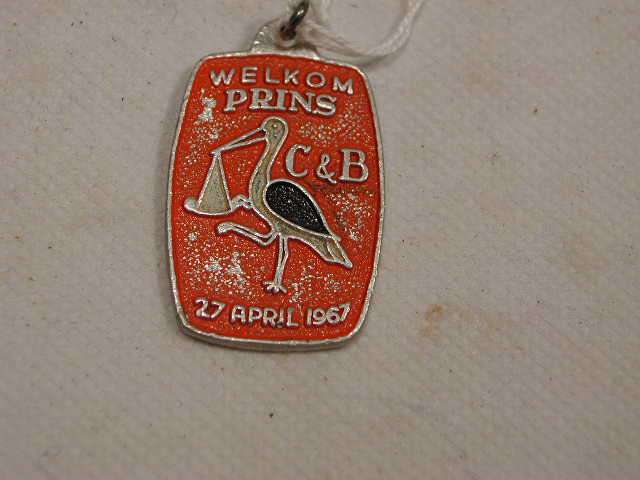 WELKOM
PRINS
C & B
27 APRIL 1967